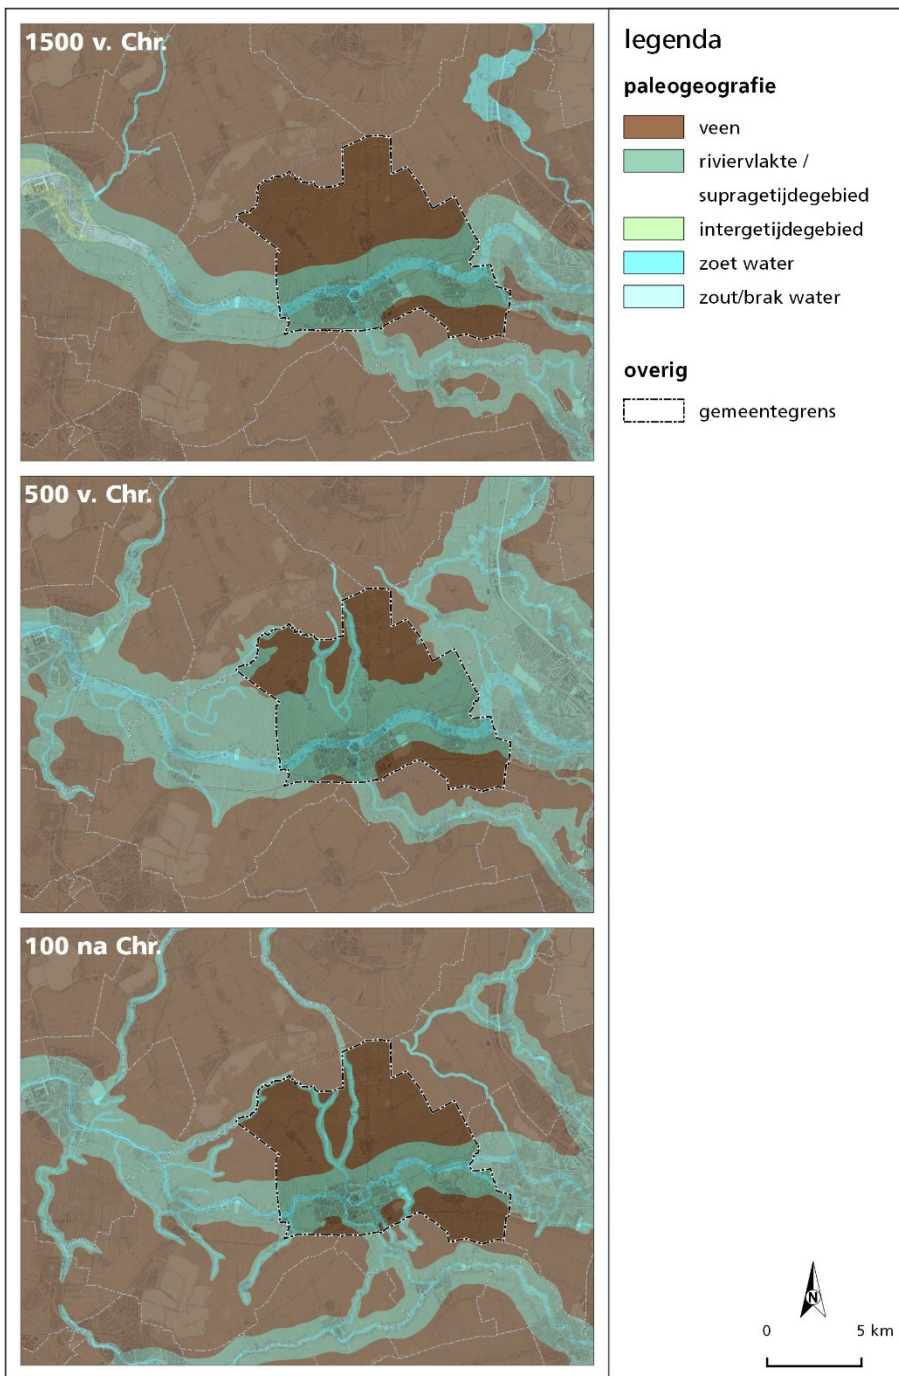 1500 v. Chr.
500 v. Chr.
100 na Chr.
legenda
paleogeografie
veen
riviervlakte /
supragetijdegebied
intergetijdegebied
zoet water
zout/brak water
overig
gemeentegrens
N
0 5 km